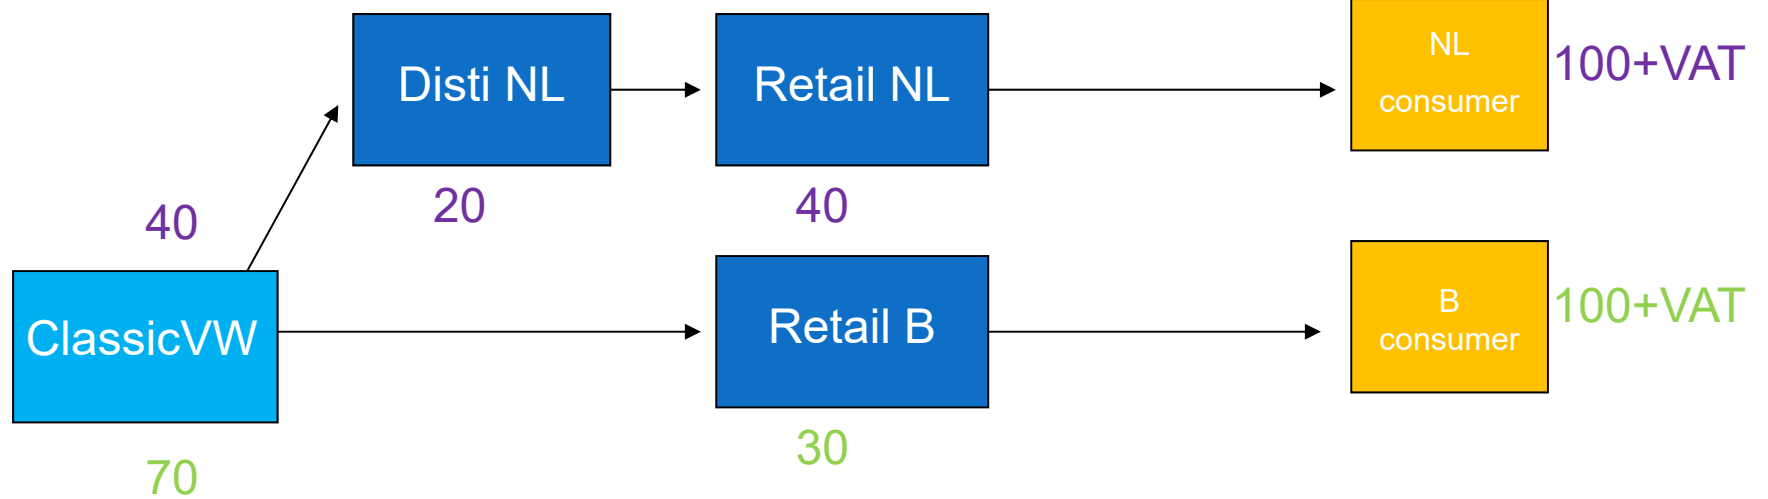 Disti NL
Retail NL
NL
consumer
100+VAT
40
20
40
ClassicVW
Retail B
B
consumer
100+VAT
70
30